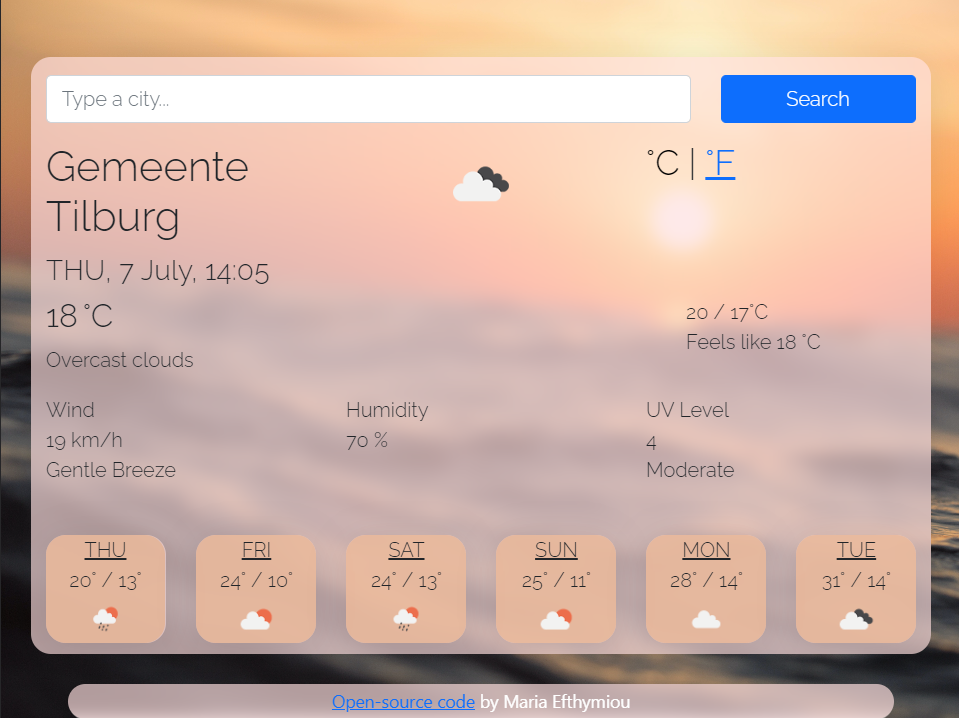 Type a city...
Search
Gemeente
Tilburg
°C | °F
THU, 7 July, 14:05
18 °C
20 / 17°C
Feels like 18 °C
Overcast clouds
Wind
19 km/h
Gentle Breeze
Humidity
70 %
UV Level
4
Moderate
THU
20° / 13°
FRI
24° / 10°
SAT
24° / 13°
SUN
25° / 11°
MON
28° / 14°
TUE
31° / 14°
Open-source code by Maria Efthymiou